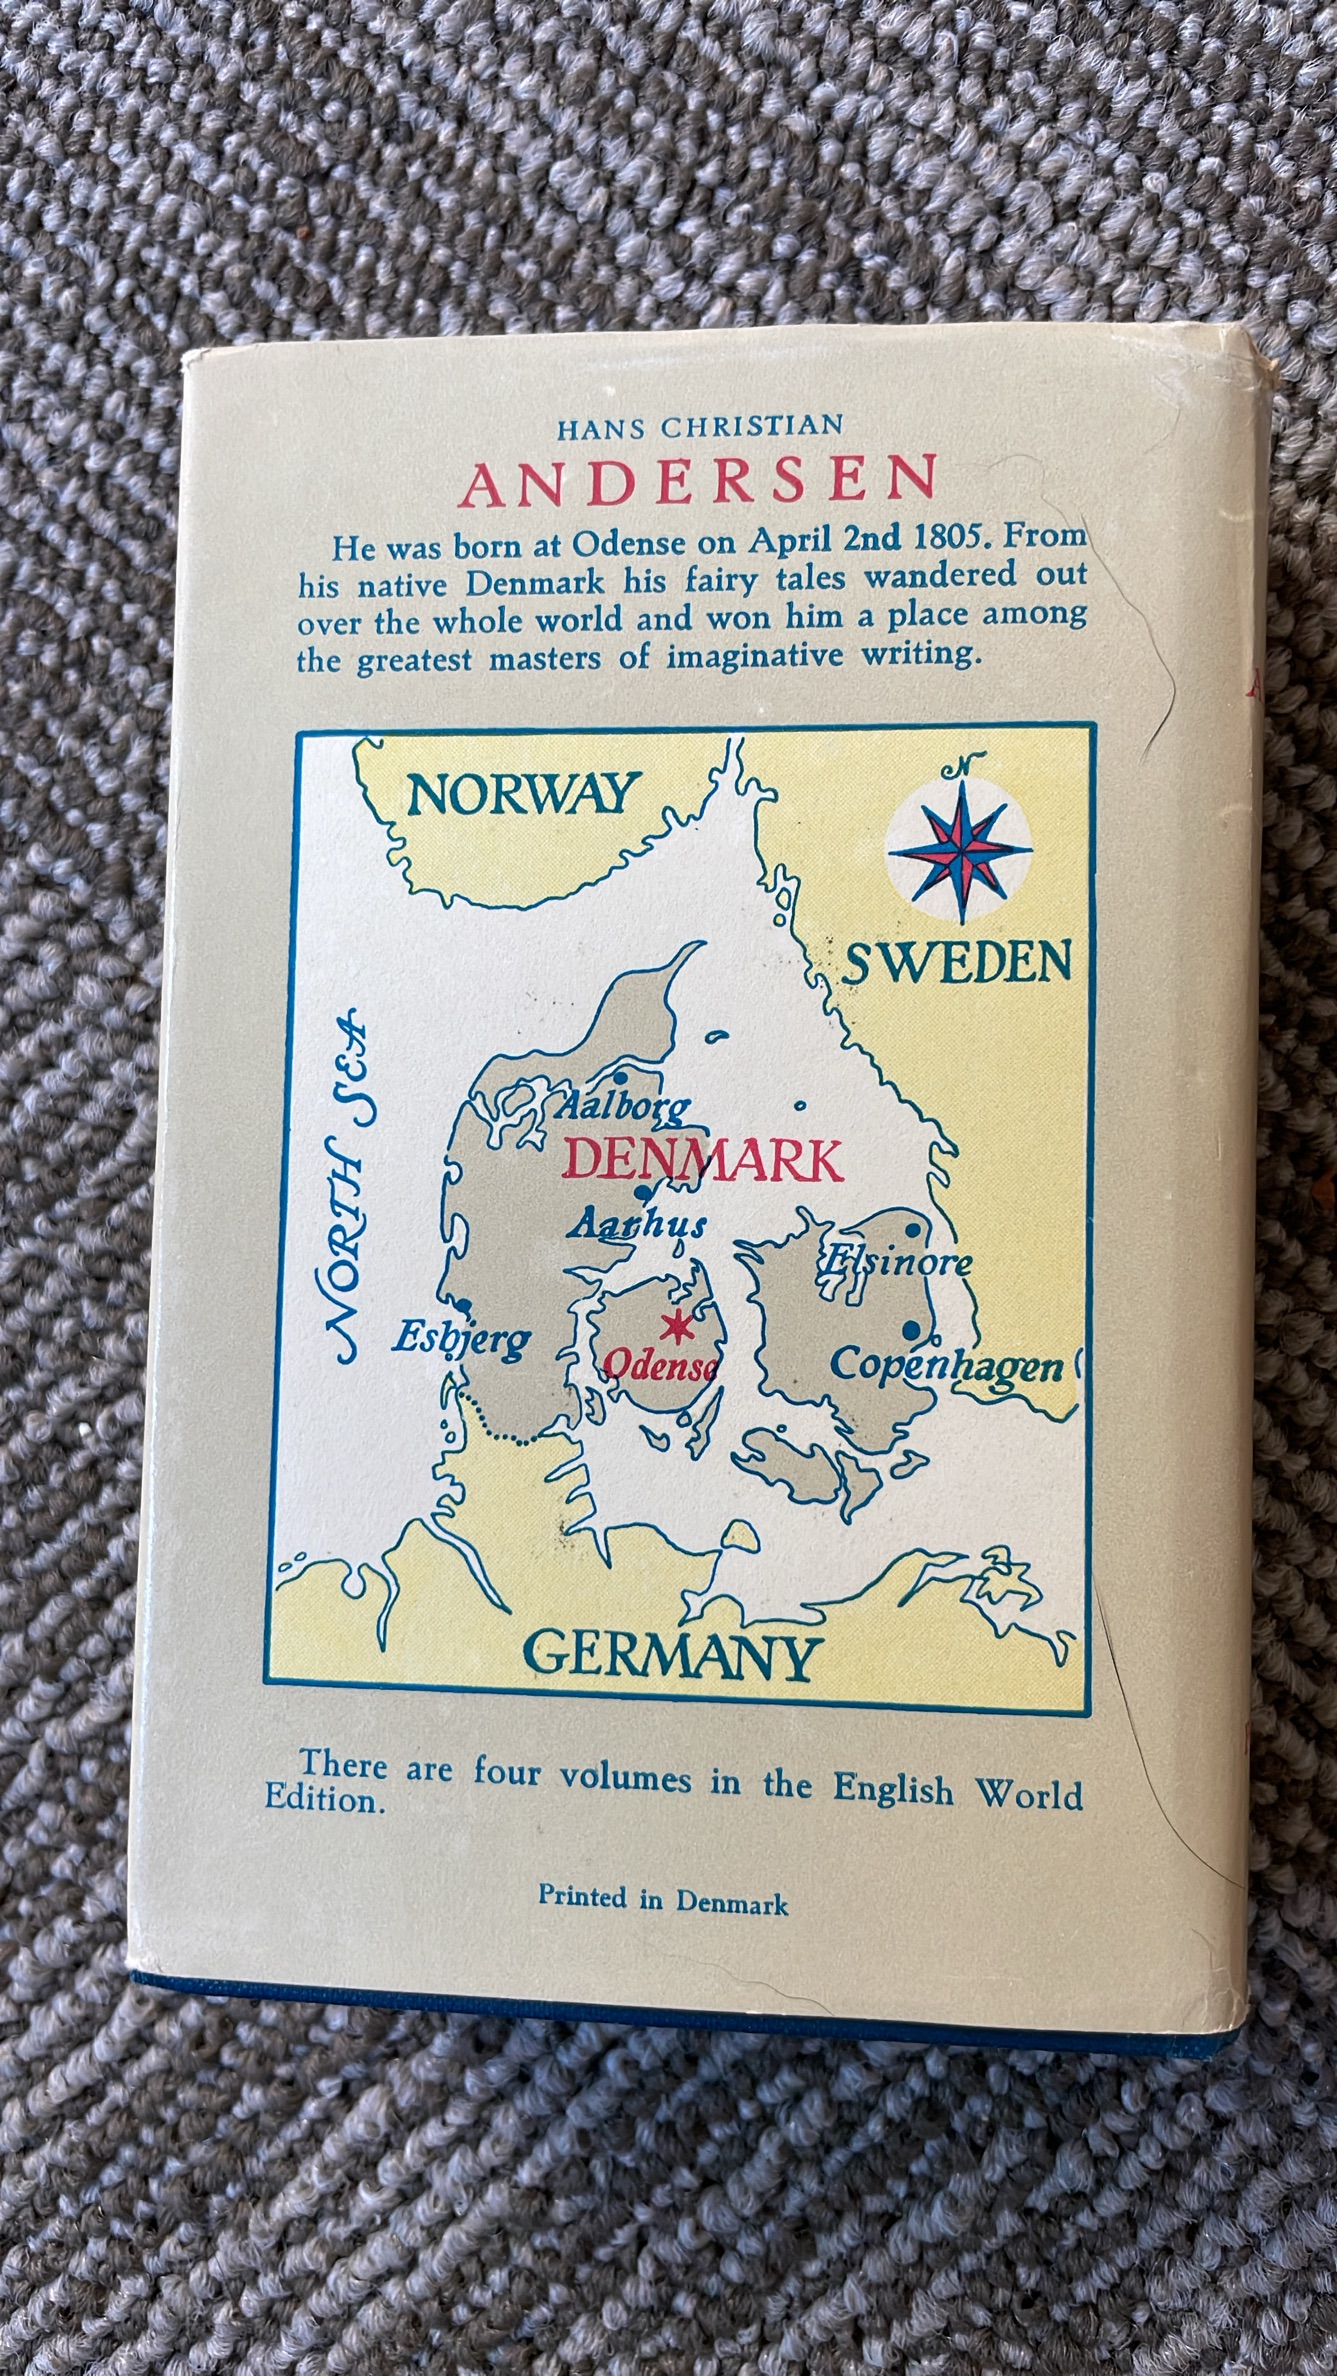 HANS CHRISTIAN
ANDERSEN
He was born at Odense on April 2nd 1805. From
his native Denmark his fairy tales wandered out
over the whole world and won him a place among
the greatest masters of imaginative writing.
NORWAY
N
SWEDEN
NORTH SEA
Aalborg
DENMARK
Aarhus
Elsinore
Esbjerg
Odense
Copenhagen
GERMANY
There are four volumes in the English World
Edition.
Printed in Denmark